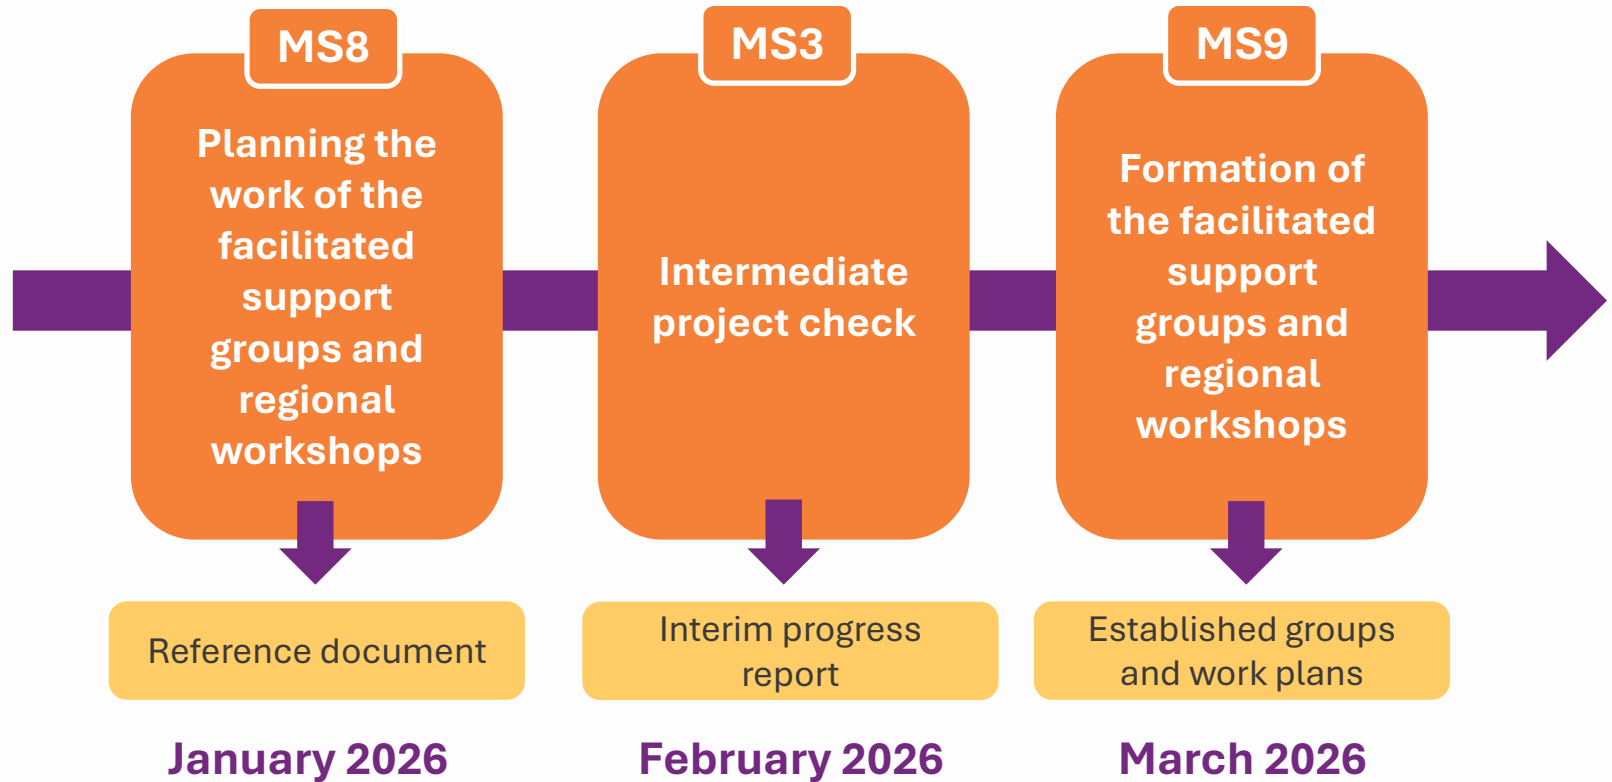 MS8
Planning the
work of the
facilitated
support
groups and
regional
workshops
Reference document
January 2026
MS3
Intermediate
project check
Interim progress
report
February 2026
MS9
Formation of
the facilitated
support
groups and
regional
workshops
Established groups
and work plans
March 2026